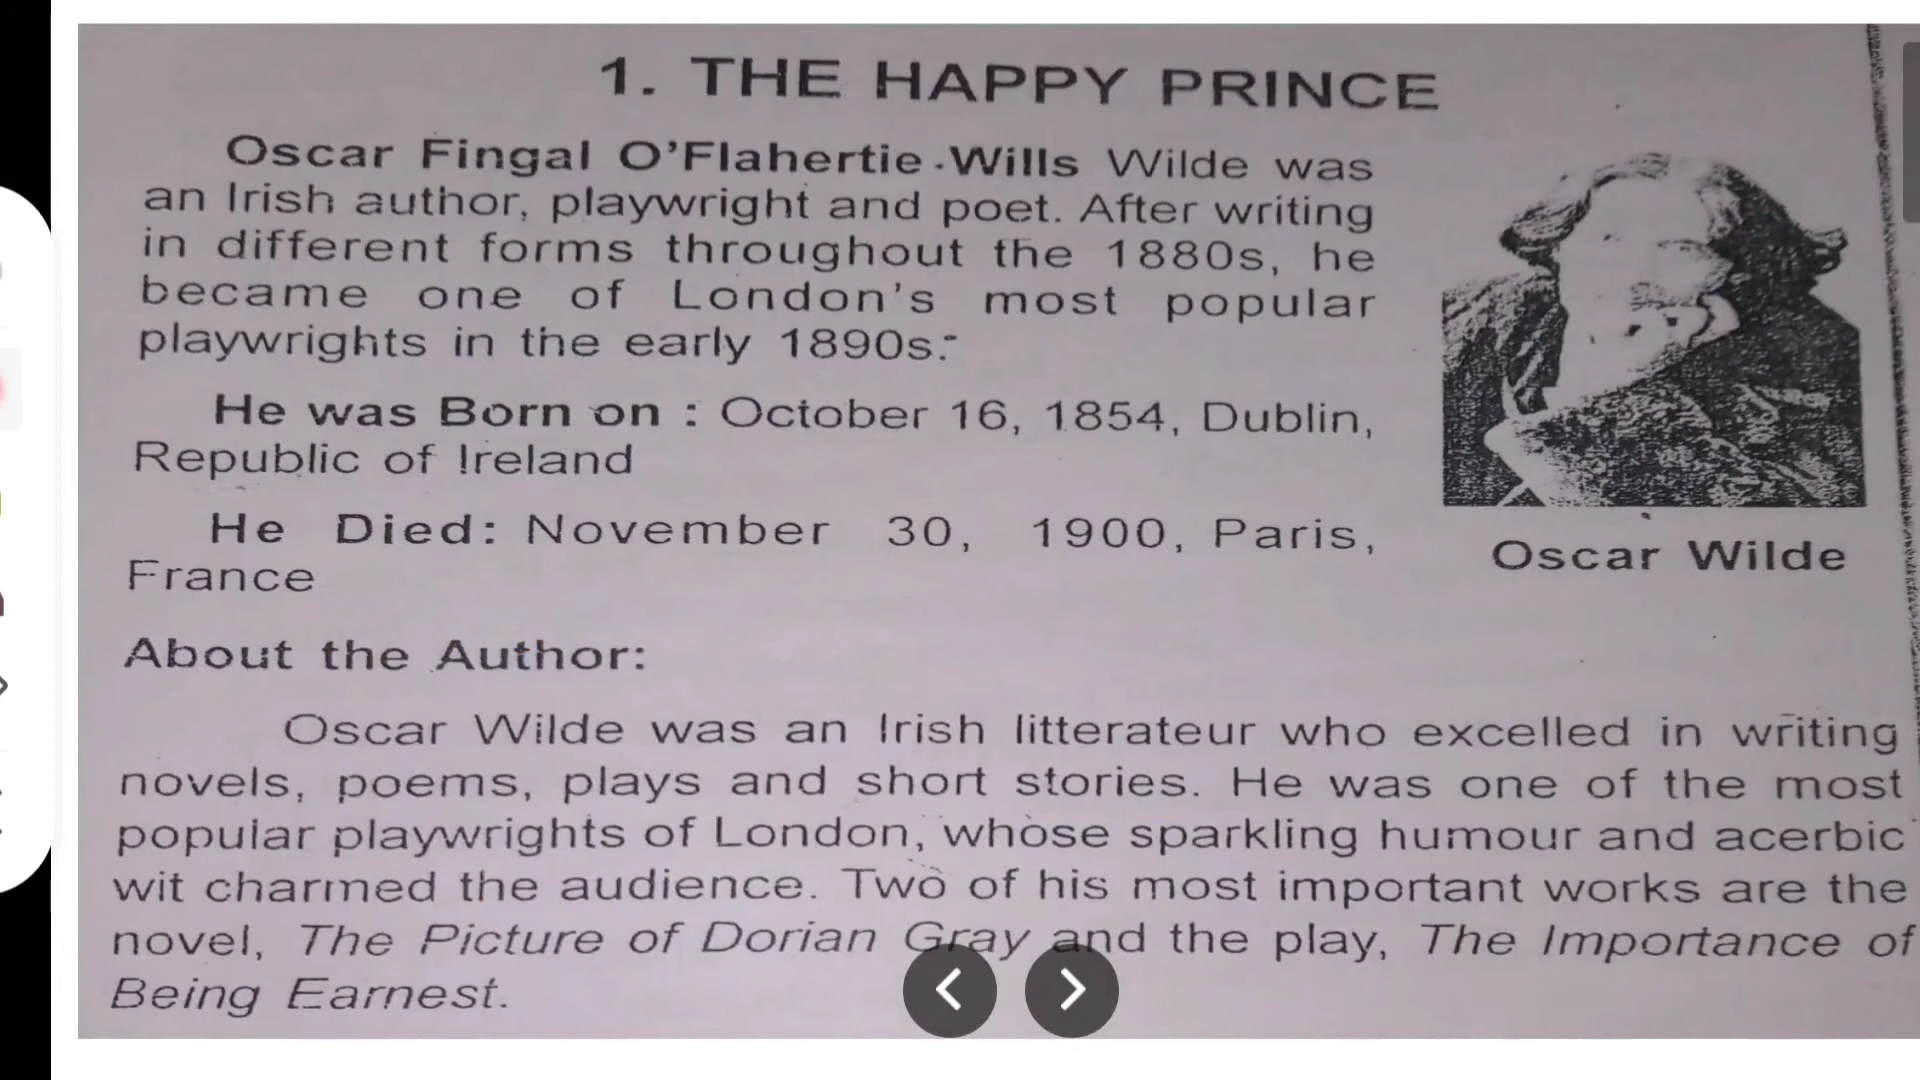 1. THE HAPPY PRINCE
Oscar Fingal O'Flahertie Wills Wilde was
an Irish author, playwright and poet. After writing
in different forms throughout the 1880s, he
became one of London's most popular
playwrights in the early 1890s.
He was Born on : October 16, 1854, Dublin,
Republic of Ireland
He Died: November 30, 1900, Paris,
France
Oscar Wilde
About the Author:
Oscar Wilde was an Irish litterateur who excelled in writing
novels, poems, plays and short stories. He was one of the most
popular playwrights of London, whose sparkling humour and acerbic
wit charmed the audience. Two of his most important works are the
novel, The Picture of Dorian Gray and the play, The Importance of
Being Earnest.